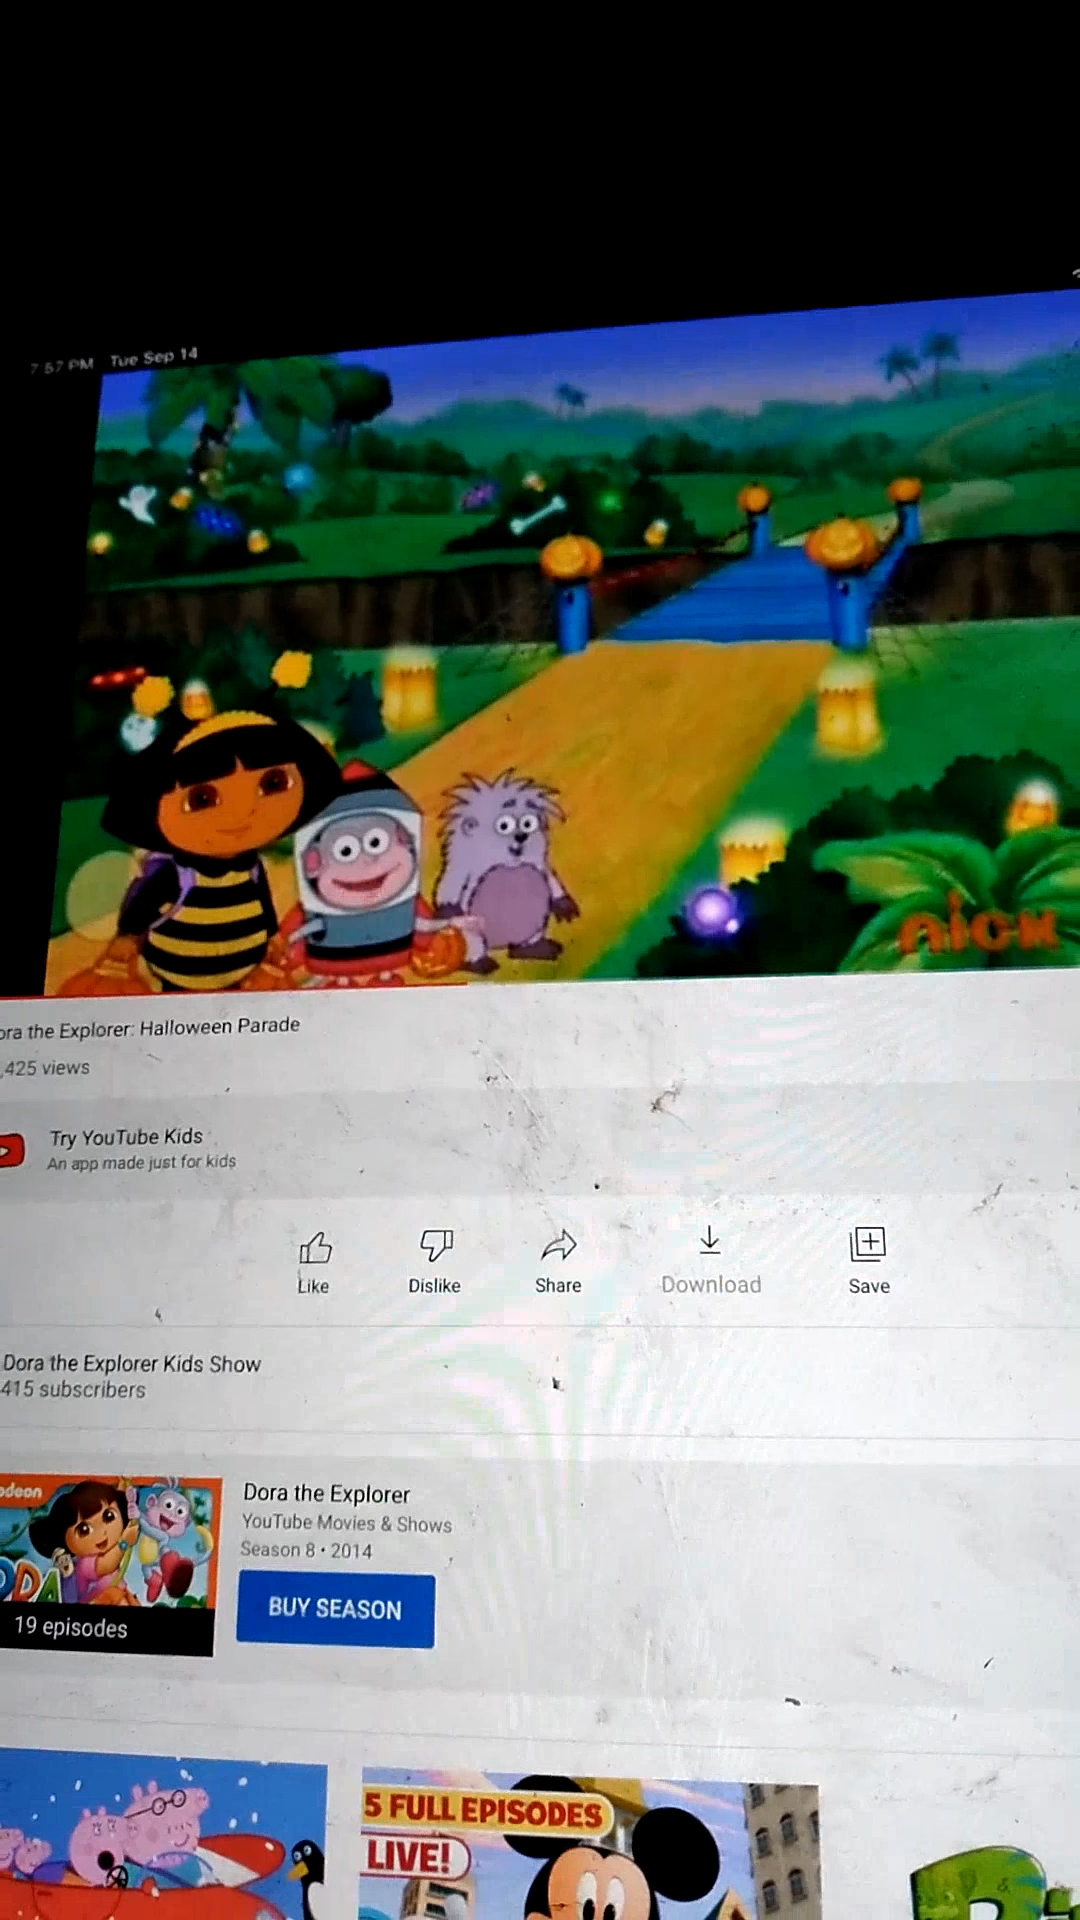 7:57 PM Tue Sep 14
nick
ora the Explorer: Halloween Parade
,425 views
Try YouTube Kids
An app made just for kids
Like
Dislike
Share
Download
Save
Dora the Explorer Kids Show
415 subscribers
odeon
Dora the Explorer
YouTube Movies & Shows
Season 8 • 2014
BUY SEASON
19 episodes
5 FULL EPISODES
LIVE!